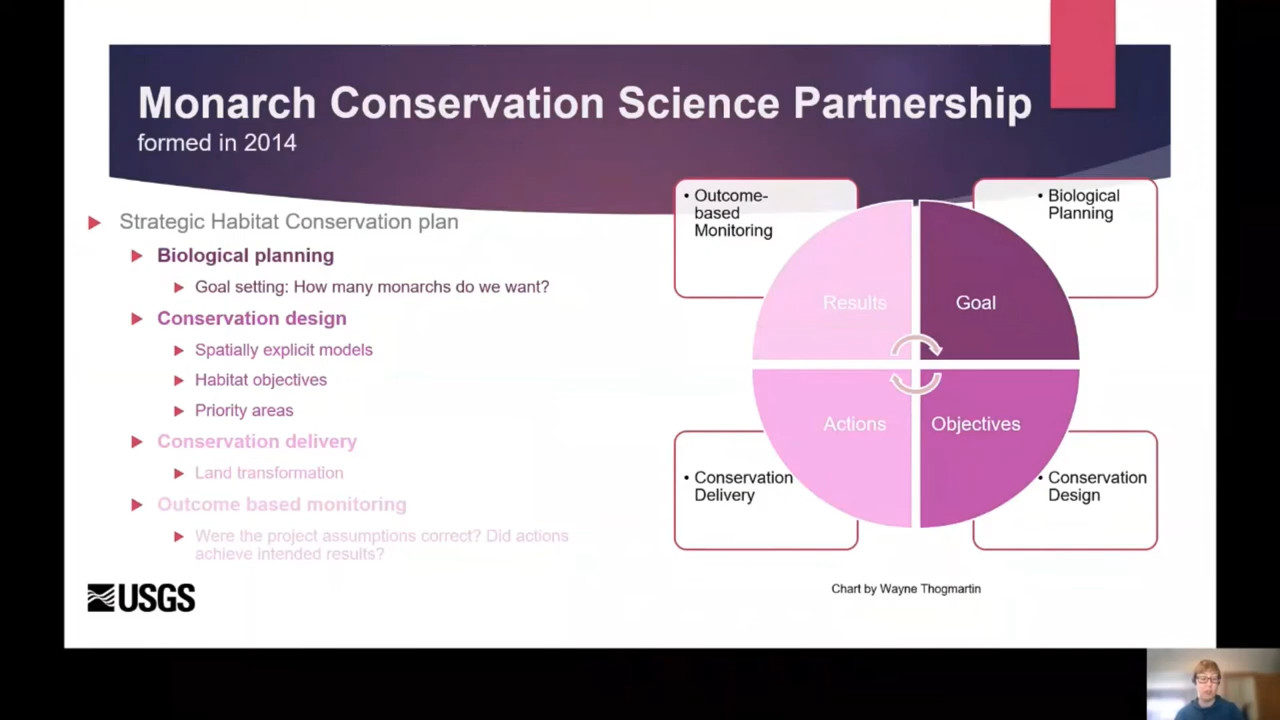 Monarch Conservation Science Partnership
formed in 2014
Strategic Habitat Conservation plan
Biological planning
Goal setting: How many monarchs do we want?
Conservation design
Spatially explicit models
Habitat objectives
Priority areas
Conservation delivery
Land transformation
Outcome based monitoring
Were the project assumptions correct? Did actions
achieve intended results?
• Outcome-
based
Monitoring
• Biological
Planning
Results
Goal
Actions
Objectives
• Conservation
Delivery
• Conservation
Design
Chart by Wayne Thogmartin
USGS